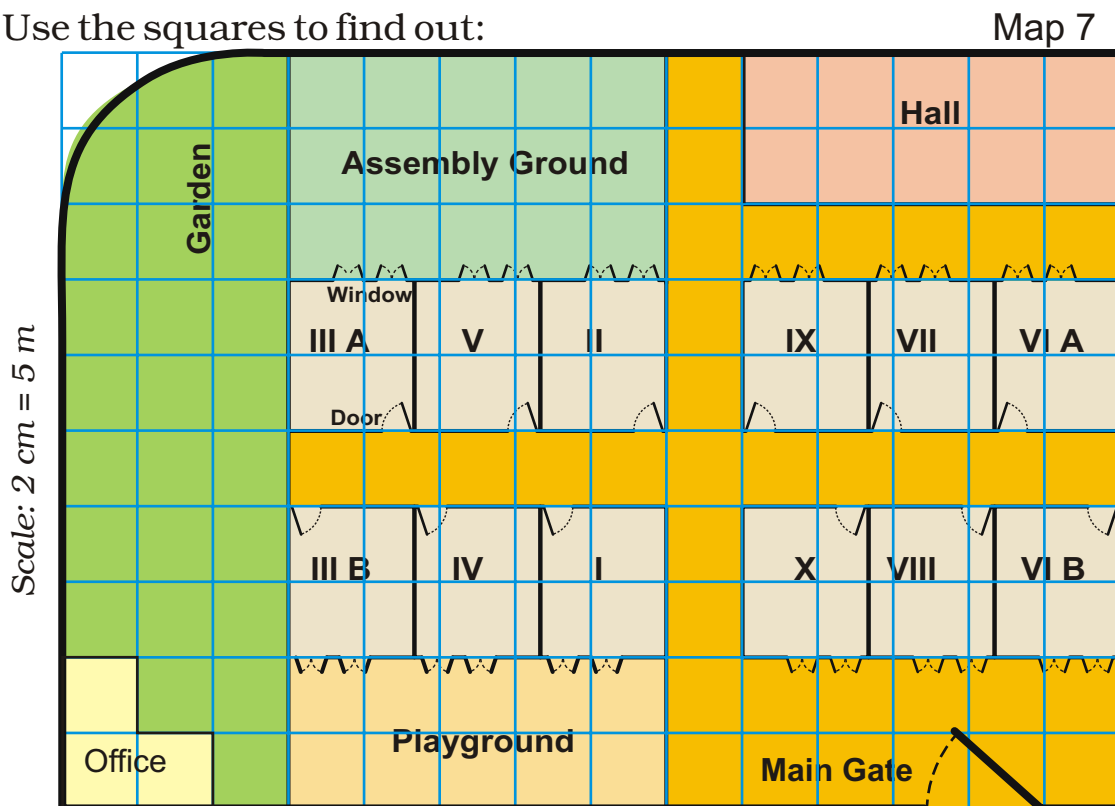 Use the squares to find out:
Map 7
Hall
Assembly Ground
Garden
Window
III A
V
II
IX
VII
VI A
Door
Scale: 2 cm = 5 m
III B
IV
I
X
VIII
VI B
Playground
Office
Main Gate